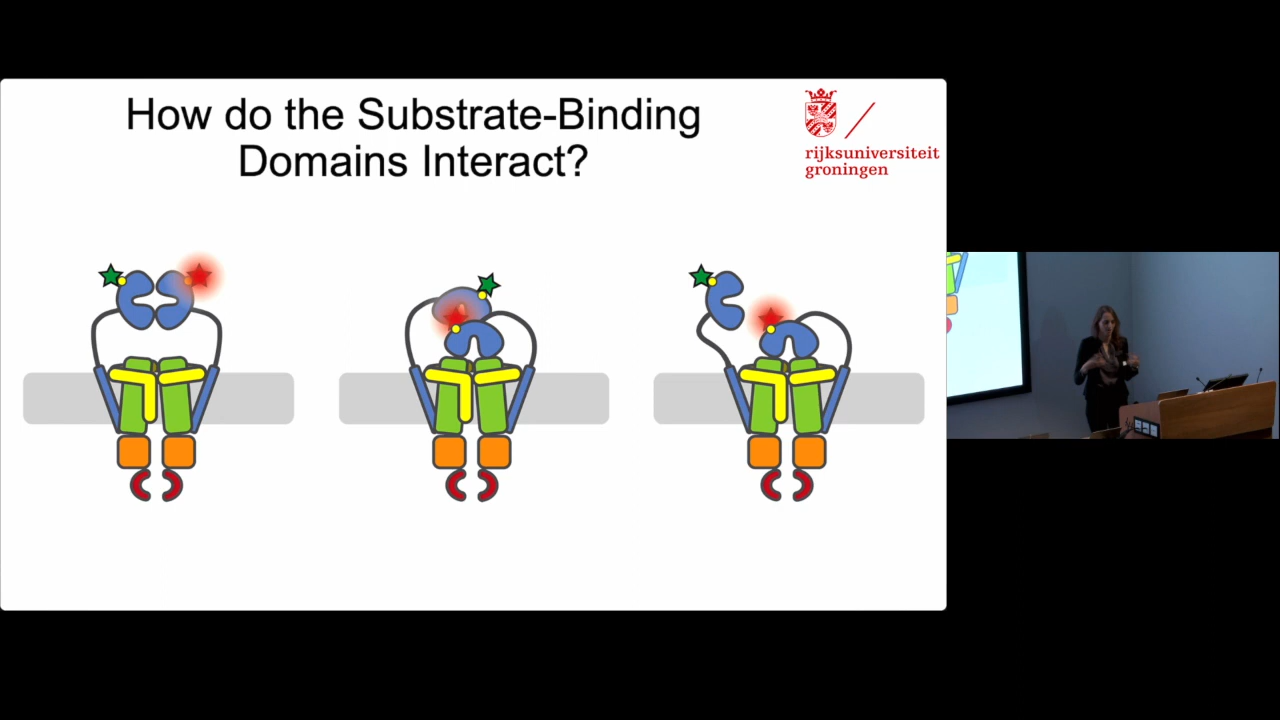 How do the Substrate-Binding
Domains Interact?
rijksuniversiteit
groningen